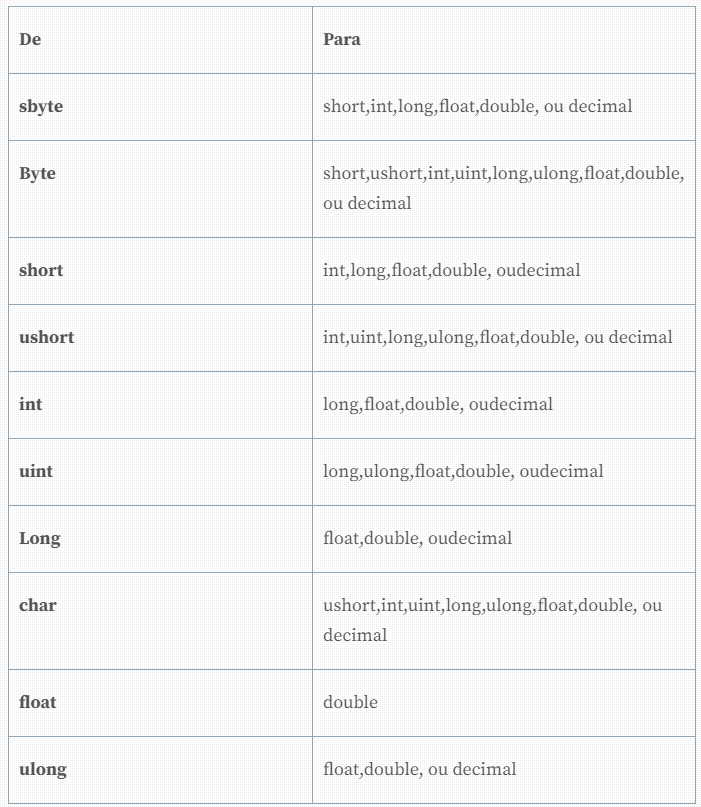 De Para
sbyte short,int,long,float,double, ou decimal
Byte short,ushort,int,uint,long,ulong,float,double,
ou decimal
short int,long,float,double, oudecimal
ushort int,uint,long,ulong,float,double, ou decimal
int long,float,double, oudecimal
uint long,ulong,float,double, oudecimal
Long float,double, oudecimal
char ushort,int,uint,long,ulong,float,double, ou
decimal
float double
ulong float,double, ou decimal